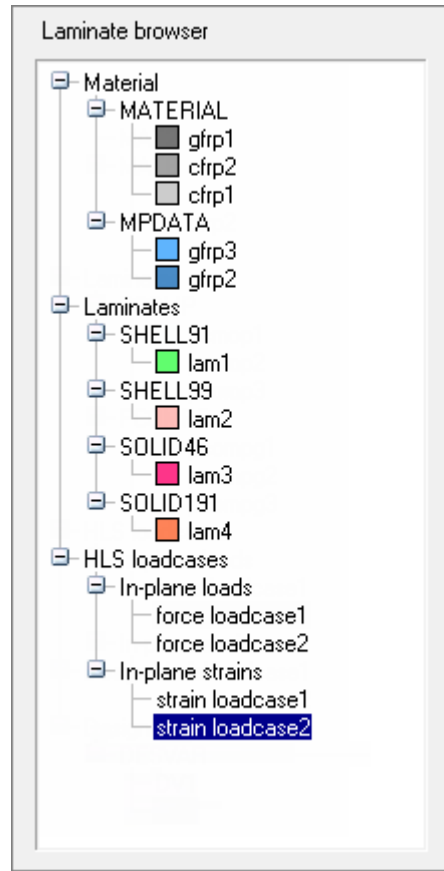 Laminate browser
Material
MATERIAL
gfrp1
cfrp2
cfrp1
MPDATA
gfrp3
gfrp2
Laminates
SHELL91
lam1
SHELL99
lam2
SOLID46
lam3
SOLID191
lam4
HLS loadcases
In-plane loads
force loadcase1
force loadcase2
In-plane strains
strain loadcase1
strain loadcase2